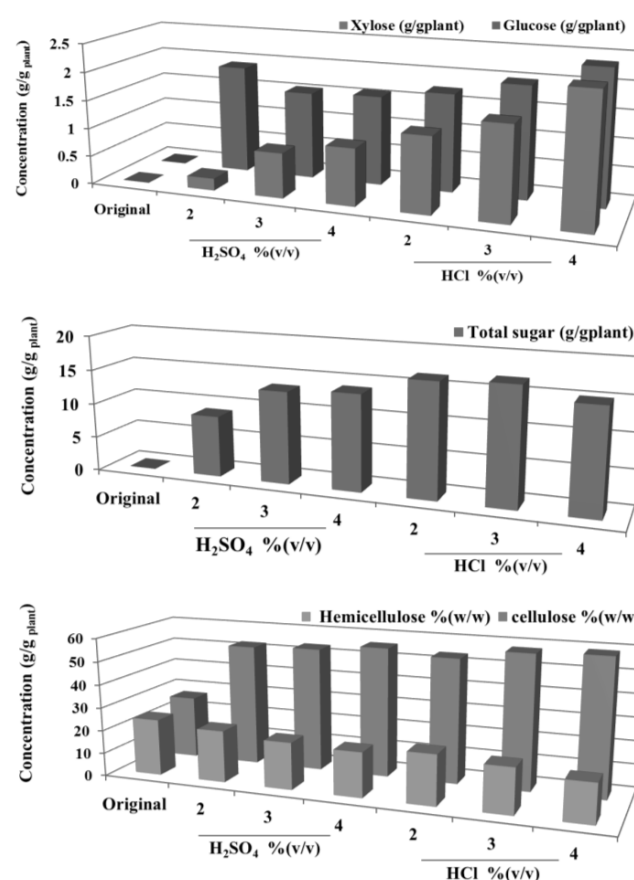 ■ Xylose (g/gplant) ■ Glucose (g/gplant)
Concentration (g/g plant)
2.5
2
1.5
1
0.5
0
Original 2 3 4 2 3 4
H₂SO₄ %(v/v) HCl %(v/v)
■ Total sugar (g/gplant)
Concentration (g/g plant)
20
15
10
5
0
Original 2 3 4 2 3 4
H₂SO₄ %(v/v) HCl %(v/v)
■ Hemicellulose %(w/w) ■ cellulose %(w/w
Concentration (g/g plant)
60
50
40
30
20
10
0
Original 2 3 4 2 3 4
H₂SO₄ %(v/v) HCl %(v/v)